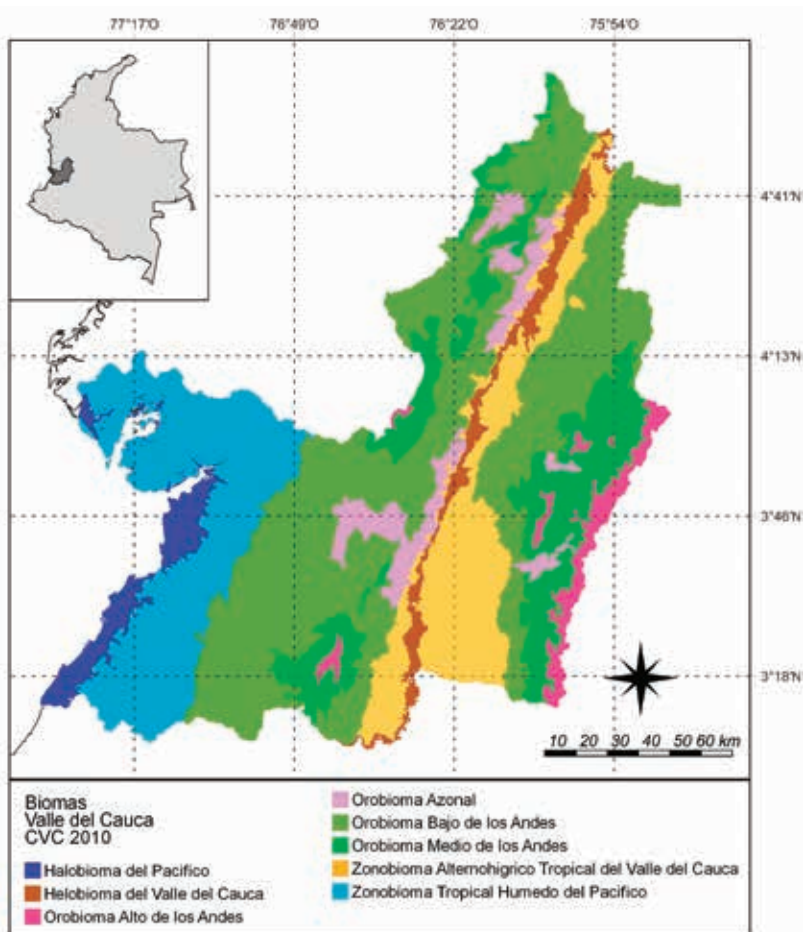 77°17'O 76°49'O 76°22'O 75°54'O
4°41'N
4°13'N
3°46'N
3°18'N
10 20 30 40 50 60 km
Biomas
Valle del Cauca
CVC 2010
Halobioma del Pacifico
Helobioma del Valle del Cauca
Orobioma Alto de los Andes
Orobioma Azonal
Orobioma Bajo de los Andes
Orobioma Medio de los Andes
Zonobioma Alternohigrico Tropical del Valle del Cauca
Zonobioma Tropical Humedo del Pacifico